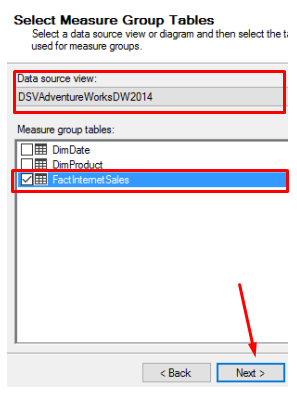 Select Measure Group Tables
Select a data source view or diagram and then select the ta
used for measure groups.
Data source view:
DSVAdventureWorksDW2014
Measure group tables:
DimDate
DimProduct
FactInternetSales
< Back
Next >